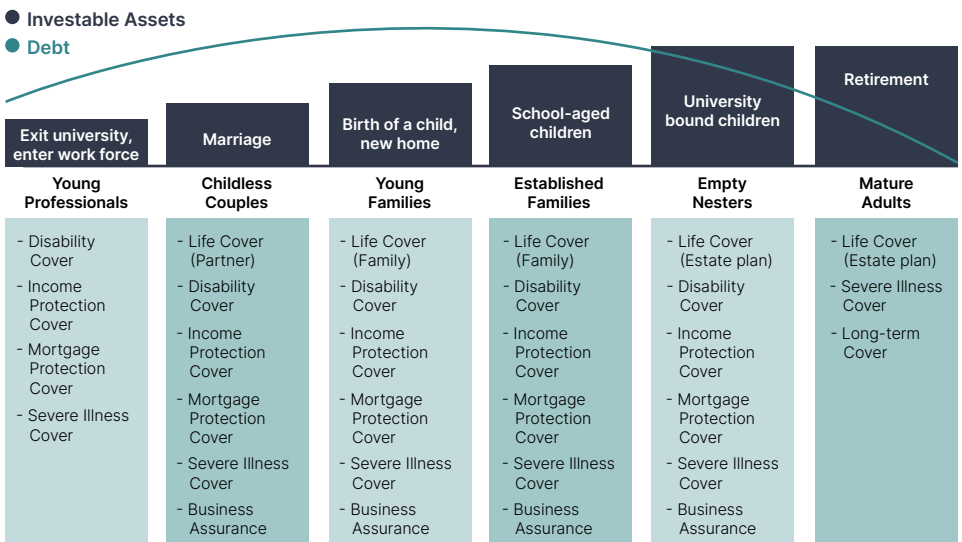 Investable Assets
Debt
Exit university,
enter work force
Marriage
Birth of a child,
new home
School-aged
children
University
bound children
Retirement
Young
Professionals
Childless
Couples
Young
Families
Established
Families
Empty
Nesters
Mature
Adults
- Disability
Cover
- Income
Protection
Cover
- Mortgage
Protection
Cover
- Severe Illness
Cover
- Life Cover
(Partner)
- Disability
Cover
- Income
Protection
Cover
- Mortgage
Protection
Cover
- Severe Illness
Cover
- Business
Assurance
- Life Cover
(Family)
- Disability
Cover
- Income
Protection
Cover
- Mortgage
Protection
Cover
- Severe Illness
Cover
- Business
Assurance
- Life Cover
(Family)
- Disability
Cover
- Income
Protection
Cover
- Mortgage
Protection
Cover
- Severe Illness
Cover
- Business
Assurance
- Life Cover
(Estate plan)
- Disability
Cover
- Income
Protection
Cover
- Mortgage
Protection
Cover
- Severe Illness
Cover
- Business
Assurance
- Life Cover
(Estate plan)
- Severe Illness
Cover
- Long-term
Cover